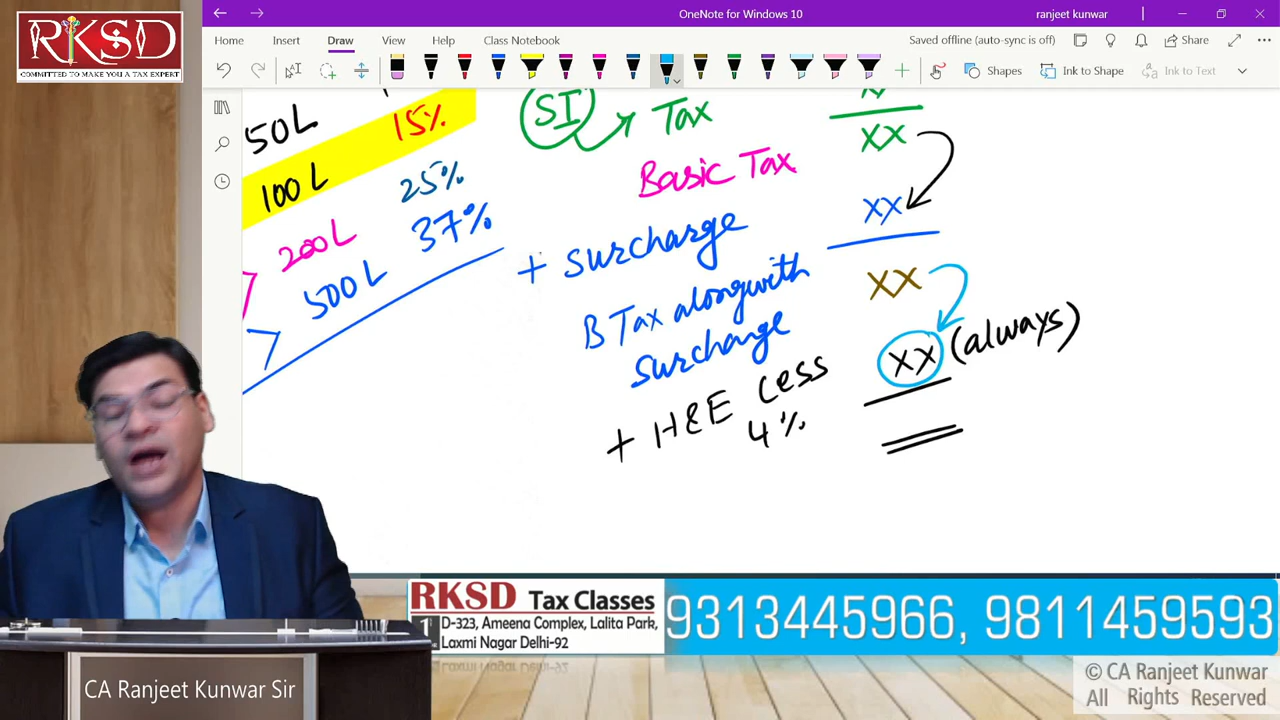 RKSD
COMMITTED TO MAKE YOU A TAX EXPERT
OneNote for Windows 10
ranjeet kunwar
Home Insert Draw View Help Class Notebook
Saved offline (auto-sync is off)
Share
Shapes
Ink to Shape
Ink to Text
50L 15%
100L 25%
> 200L 37%
> 500L
SI → Tax
XX
Basic Tax
+ Surcharge XX
B Tax alongwith XX
Surcharge
+ H&E Cess XX (always)
4%
RKSD Tax Classes
D-323, Ameena Complex, Lalita Park,
Laxmi Nagar Delhi-92
9313445966, 9811459593
CA Ranjeet Kunwar Sir
© CA Ranjeet Kunwar
All Rights Reserved